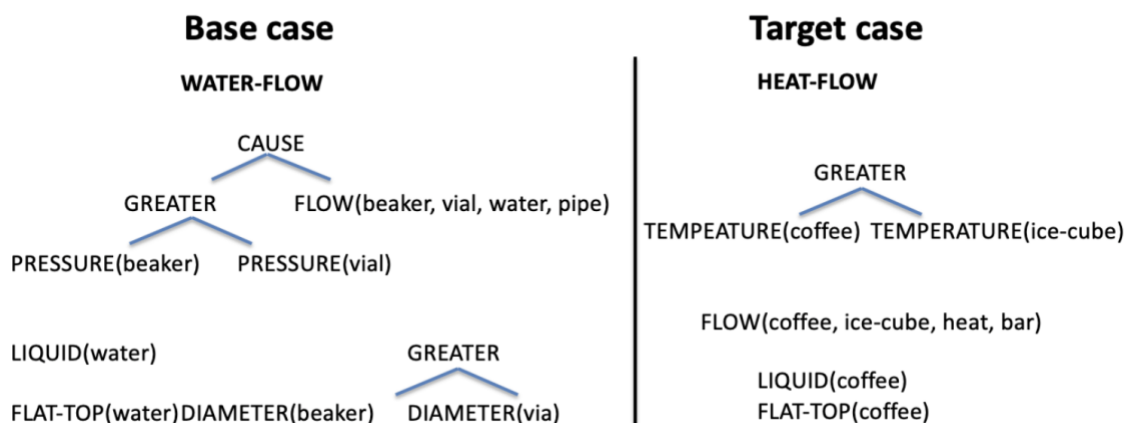 Base case
WATER-FLOW
CAUSE
GREATER FLOW(beaker, vial, water, pipe)
PRESSURE(beaker) PRESSURE(vial)
LIQUID(water) GREATER
FLAT-TOP(water) DIAMETER(beaker) DIAMETER(via)
Target case
HEAT-FLOW
GREATER
TEMPEATURE(coffee) TEMPERATURE(ice-cube)
FLOW(coffee, ice-cube, heat, bar)
LIQUID(coffee)
FLAT-TOP(coffee)